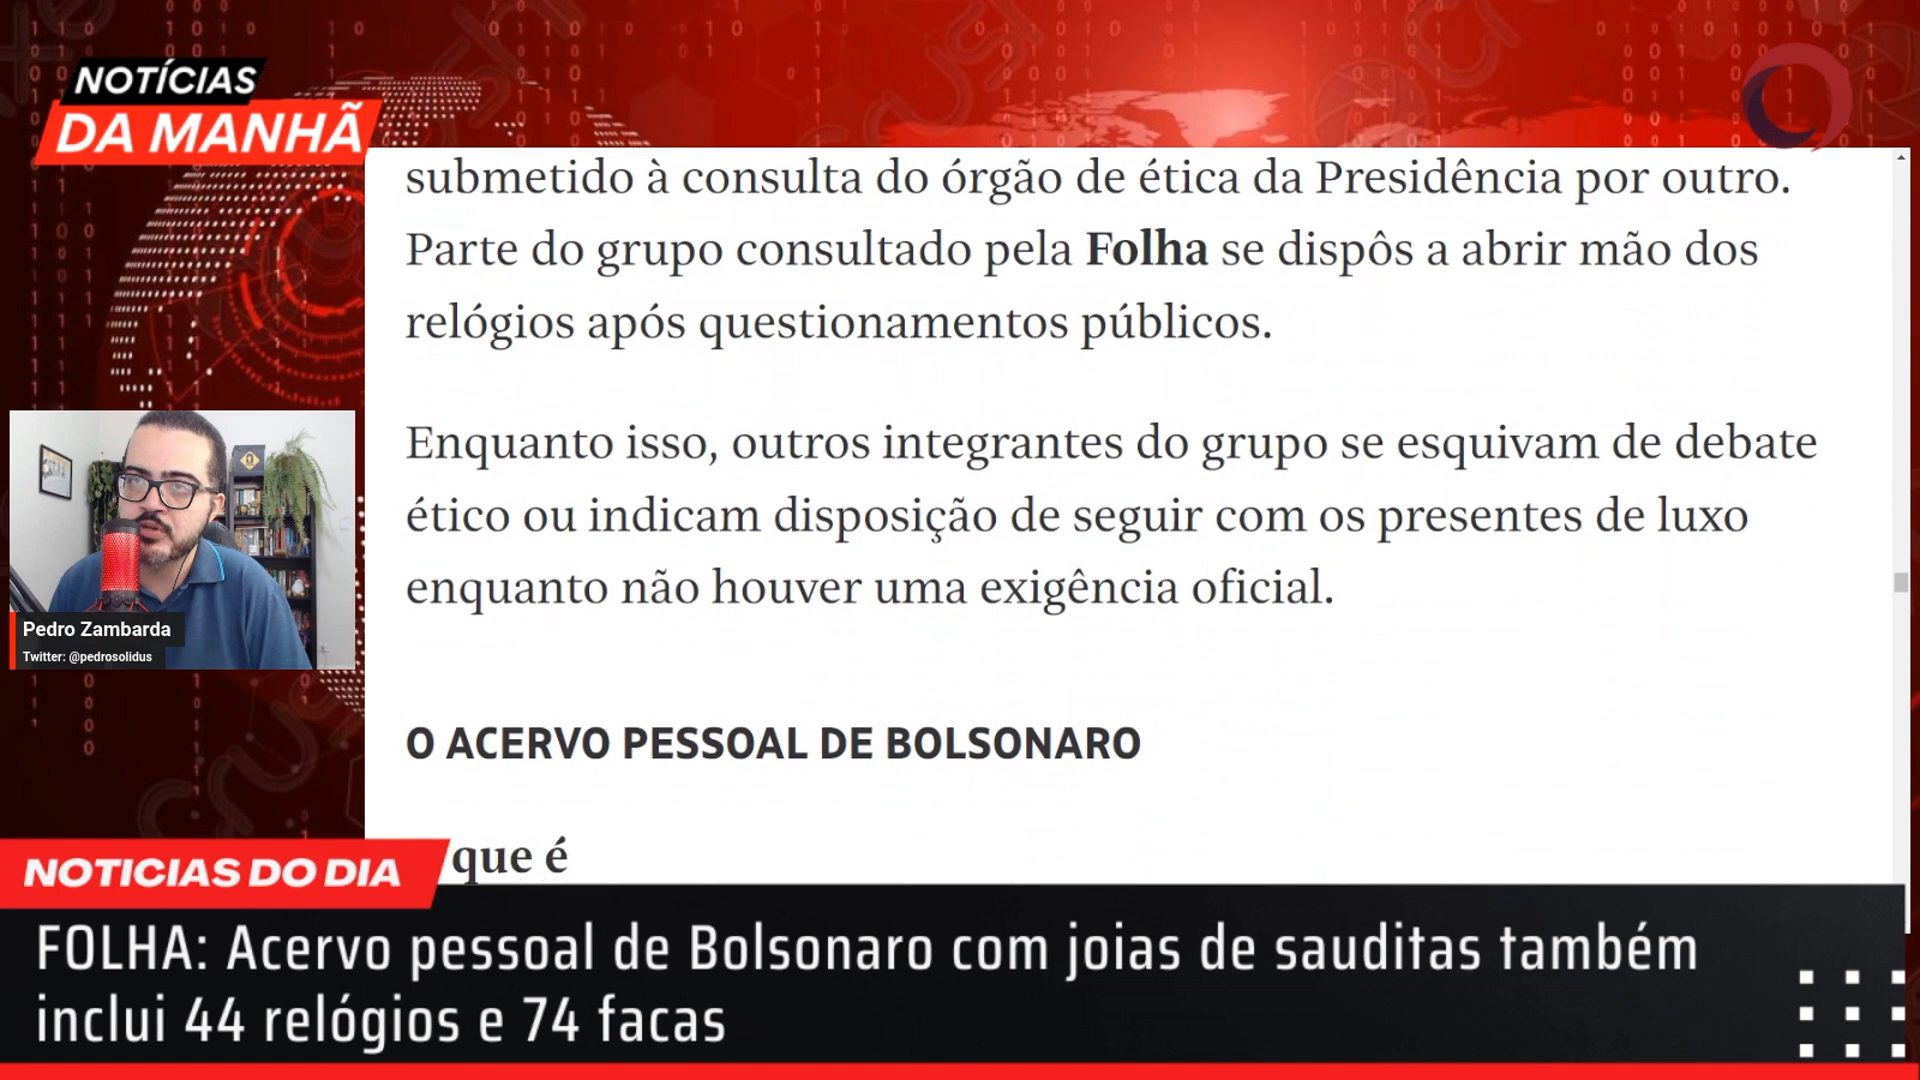 NOTÍCIAS
DA MANHÃ
submetido à consulta do órgão de ética da Presidência por outro.
Parte do grupo consultado pela Folha se dispôs a abrir mão dos
relógios após questionamentos públicos.
Enquanto isso, outros integrantes do grupo se esquivam de debate
ético ou indicam disposição de seguir com os presentes de luxo
enquanto não houver uma exigência oficial.
O ACERVO PESSOAL DE BOLSONARO
que é
Pedro Zambarda
Twitter: @pedrosolidus
NOTICIAS DO DIA
FOLHA: Acervo pessoal de Bolsonaro com joias de sauditas também
inclui 44 relógios e 74 facas